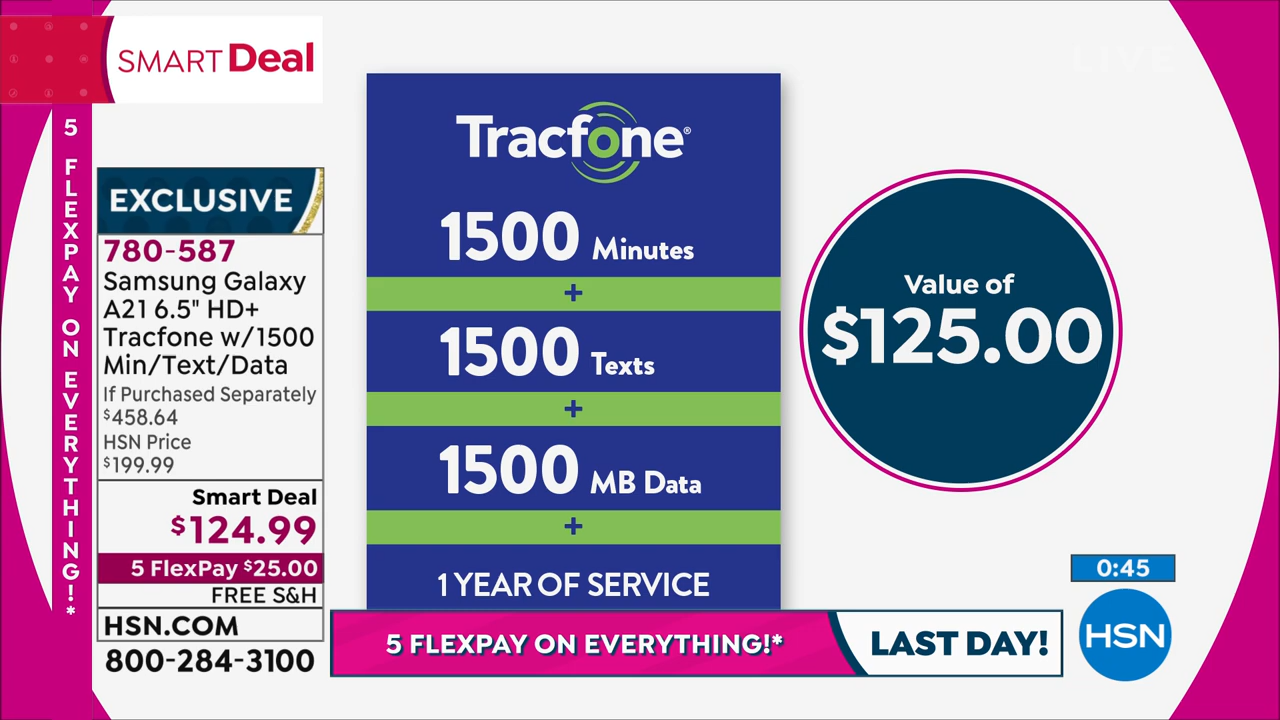 SMART Deal
LIVE
5 FLEXPAY ON EVERYTHING!*
EXCLUSIVE
780-587
Samsung Galaxy
A21 6.5" HD+
Tracfone w/1500
Min/Text/Data
If Purchased Separately
$458.64
HSN Price
$199.99
Smart Deal
$124.99
5 FlexPay $25.00
FREE S&H
HSN.COM
800-284-3100
Tracfone®
1500 Minutes
+
1500 Texts
+
1500 MB Data
+
1 YEAR OF SERVICE
Value of
$125.00
0:45
HSN
5 FLEXPAY ON EVERYTHING!*
LAST DAY!